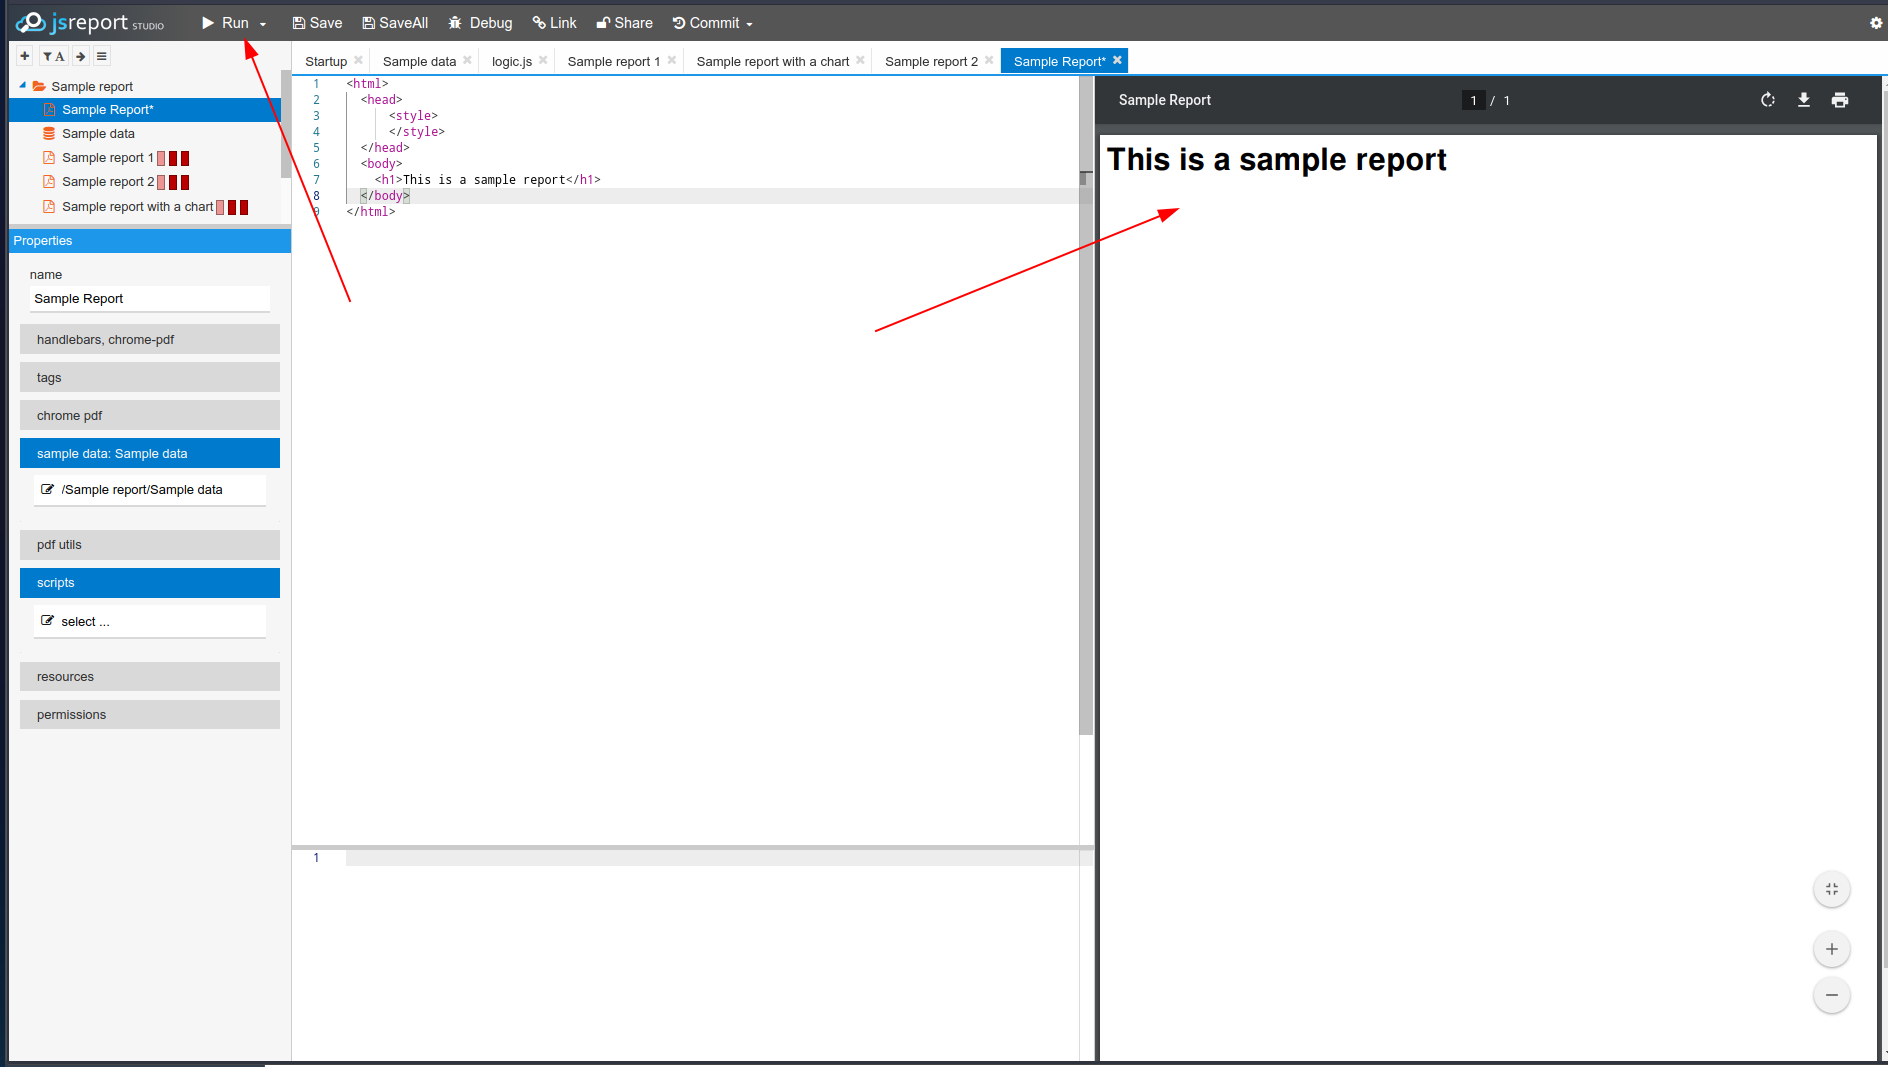 jsreport STUDIO
Run
Save
SaveAll
Debug
Link
Share
Commit
A
Startup
Sample data
logic.js
Sample report 1
Sample report with a chart
Sample report 2
Sample Report*
Sample report
Sample Report*
Sample data
Sample report 1
Sample report 2
Sample report with a chart
Properties
name
Sample Report
handlebars, chrome-pdf
tags
chrome pdf
sample data: Sample data
/Sample report/Sample data
pdf utils
scripts
select ...
resources
permissions
1 <html>
2 <head>
3 <style>
4 </style>
5 </head>
6 <body>
7 <h1>This is a sample report</h1>
8 </body>
9 </html>
1
Sample Report
1 / 1
This is a sample report